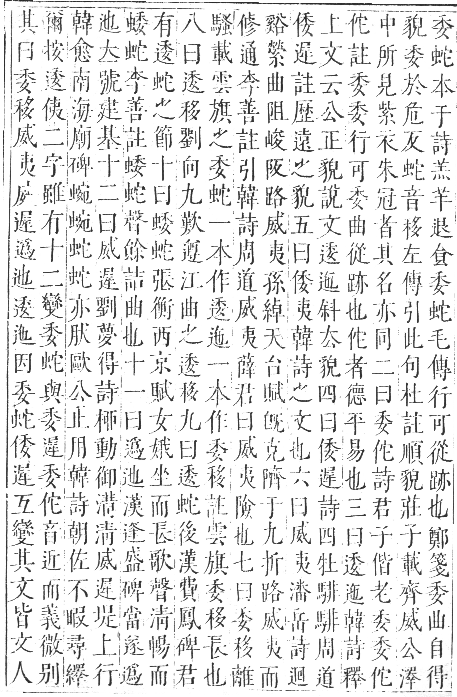 委蛇本于詩羔羊退食委蛇毛傳行可從跡也鄭箋委曲自得
貌委於危反蛇音移左傳引此句杜註順貌莊子載齊威公澤
中所見紫衣朱冠者其名亦同二曰委佗詩君子偕老委委佗
佗註委委行可委曲從跡也佗者德平易也三曰逶迤韓詩釋
上文云公正貌說文逶迤斜去貌四曰倭遲詩四牡騑騑周道
倭遲註歷遠之貌五曰倭夷韓詩之文也六曰威夷潘岳詩迴
谿縈曲阻峻阪路威夷孫綽天台賦旣克隮于九折路威夷而
修通李善註引韓詩周道威夷薛君曰威夷險也七曰委移離
騷載雲旗之委蛇一本作逶迤一本作委移註雲旗委移長也
八曰逶移劉向九歎遵江曲之逶移九曰逶蛇後漢費鳳碑君
有逶蛇之節十曰蜲蛇張衡西京賦女娥坐而長歌聲清暢而
蜲蛇李善註蜲蛇聲餘詰曲也十一曰爲迤漢逢盛碑當遂爲
迤大號建基十二曰威遲劉夢得詩柳動御溝清威遲堤上行
韓愈南海廟碑蜿蜿蛇蛇亦然歐公止用韓詩朝佐不暇尋繹
彌按逶使二字雖有十二變委蛇與委遲委佗音近而義微別
其曰委移威夷遲爲迤逶迤因委蛇倭遲互變其文皆文人